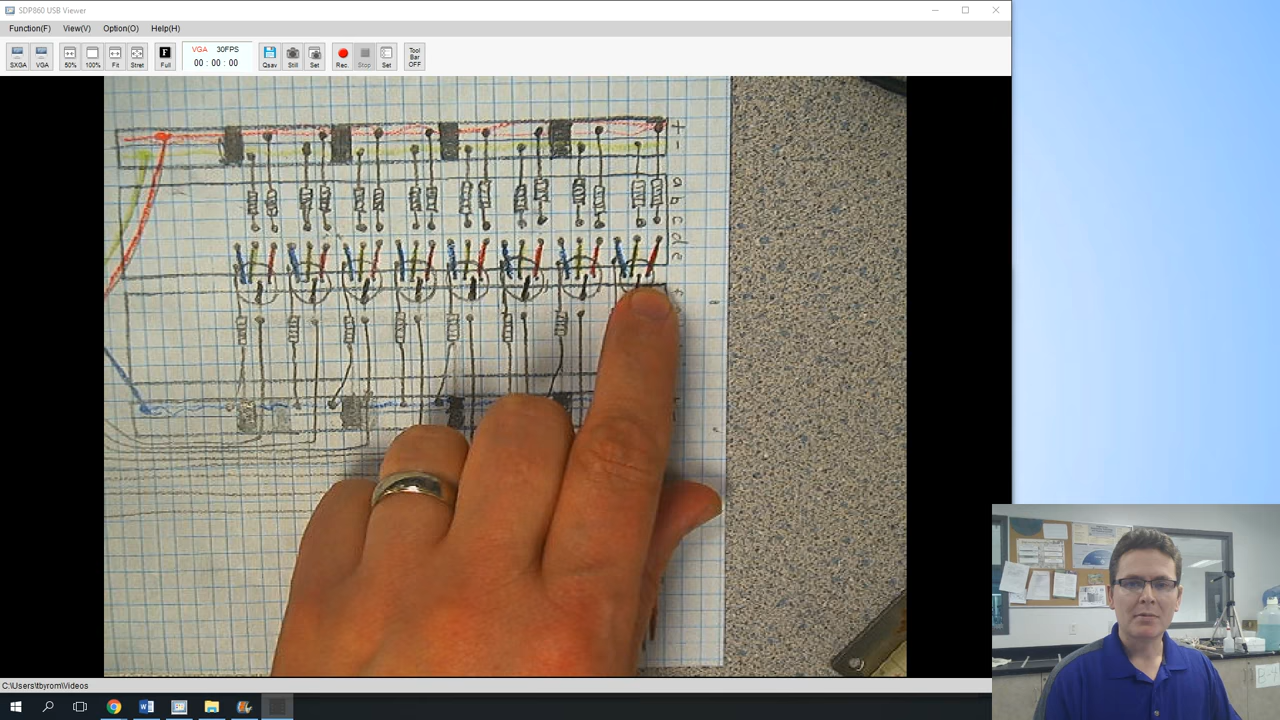 SDP860 USB Viewer
Function(F) View(V) Option(O) Help(H)
VGA 30FPS
00 : 00 : 00
SXGA VGA 50% 100% Fit Stret Full Qsav Still Set Rec Stop Set Tool Bar OFF
+
-
a
b
c
d
e
C:\Users\tbyrom\Videos